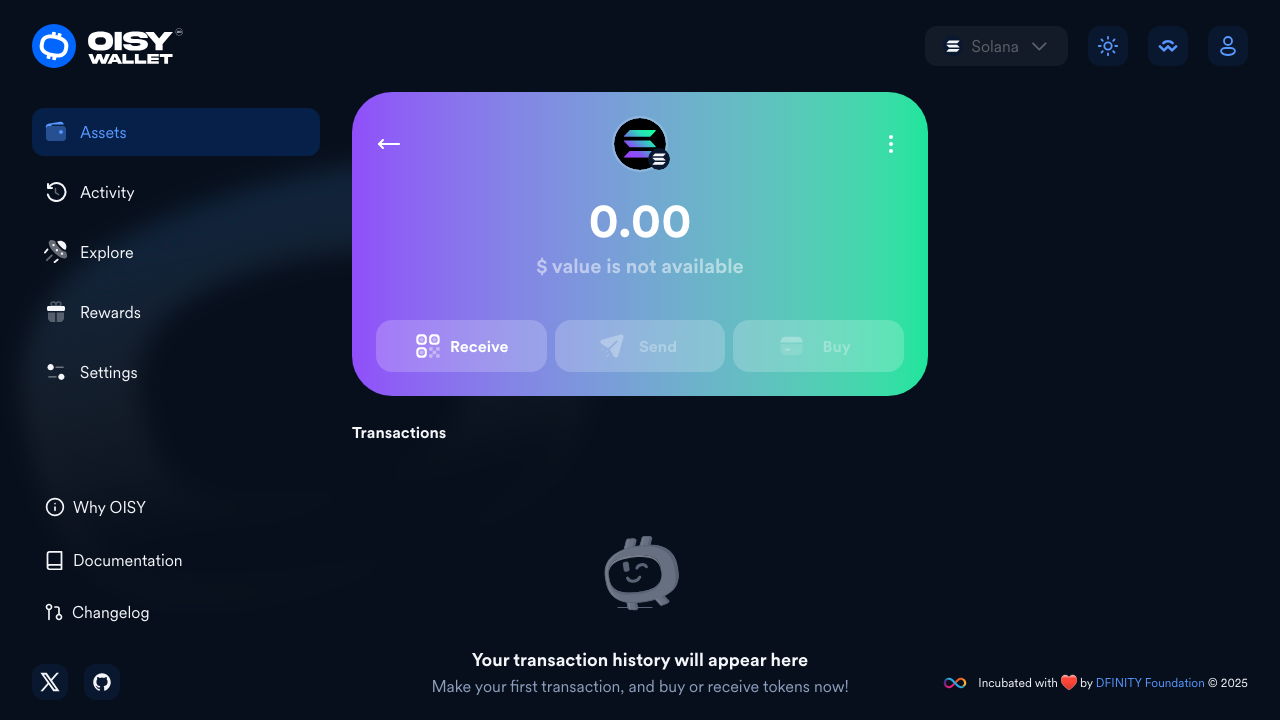 OISY
WALLET
Solana
Assets
Activity
Explore
Rewards
Settings
Why OISY
Documentation
Changelog
0.00
$ value is not available
Receive
Send
Buy
Transactions
Your transaction history will appear here
Make your first transaction, and buy or receive tokens now!
Incubated with ❤️ by DFINITY Foundation © 2025